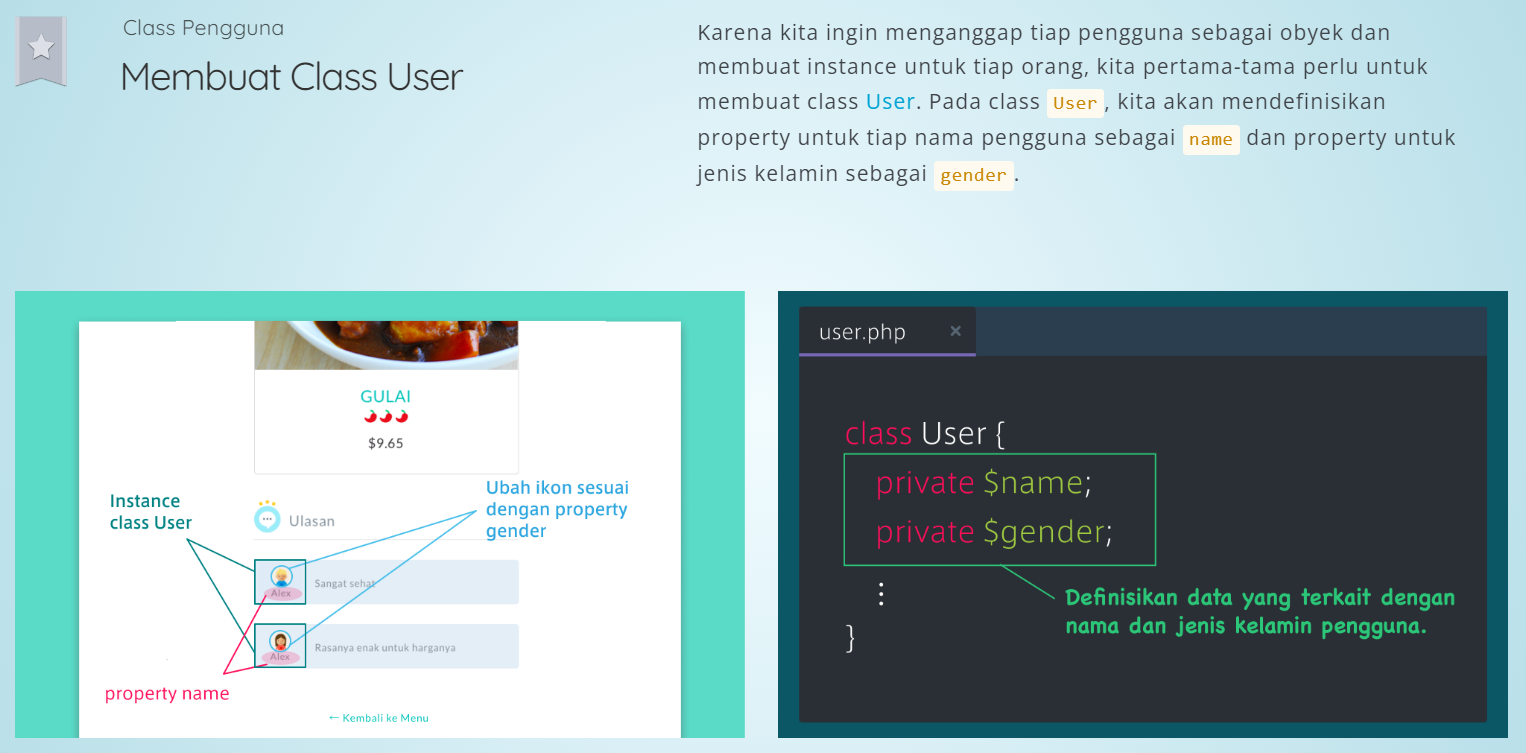 Class Pengguna
Membuat Class User
Karena kita ingin menganggap tiap pengguna sebagai obyek dan
membuat instance untuk tiap orang, kita pertama-tama perlu untuk
membuat class User. Pada class User, kita akan mendefinisikan
property untuk tiap nama pengguna sebagai name dan property untuk
jenis kelamin sebagai gender.
GULAI
$9.65
Instance
class User
Ubah ikon sesuai
dengan property
gender
Ulasan
Alex
Sangat sehat
Alex
Rasanya enak untuk harganya
property name
← Kembali ke Menu
user.php ×
class User {
private $name;
private $gender;
⋮
}
Definisikan data yang terkait dengan
nama dan jenis kelamin pengguna.